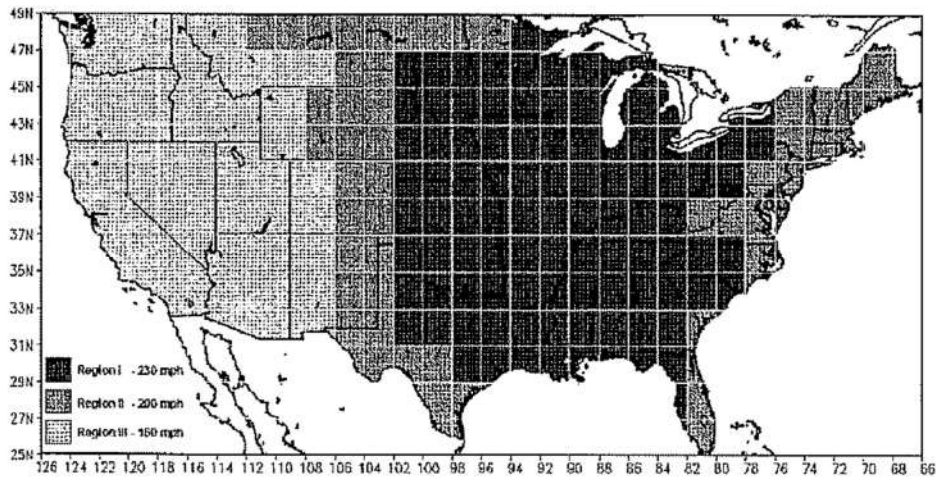 49N
47N
45N
43N
41N
39N
37N
35N
33N
31N
29N
27N
25N
Region I - 230 mph
Region II - 200 mph
Region III - 160 mph
126 124 122 120 118 116 114 112 110 108 106 104 102 100 98 96 94 92 90 88 86 84 82 80 78 76 74 72 70 68 66